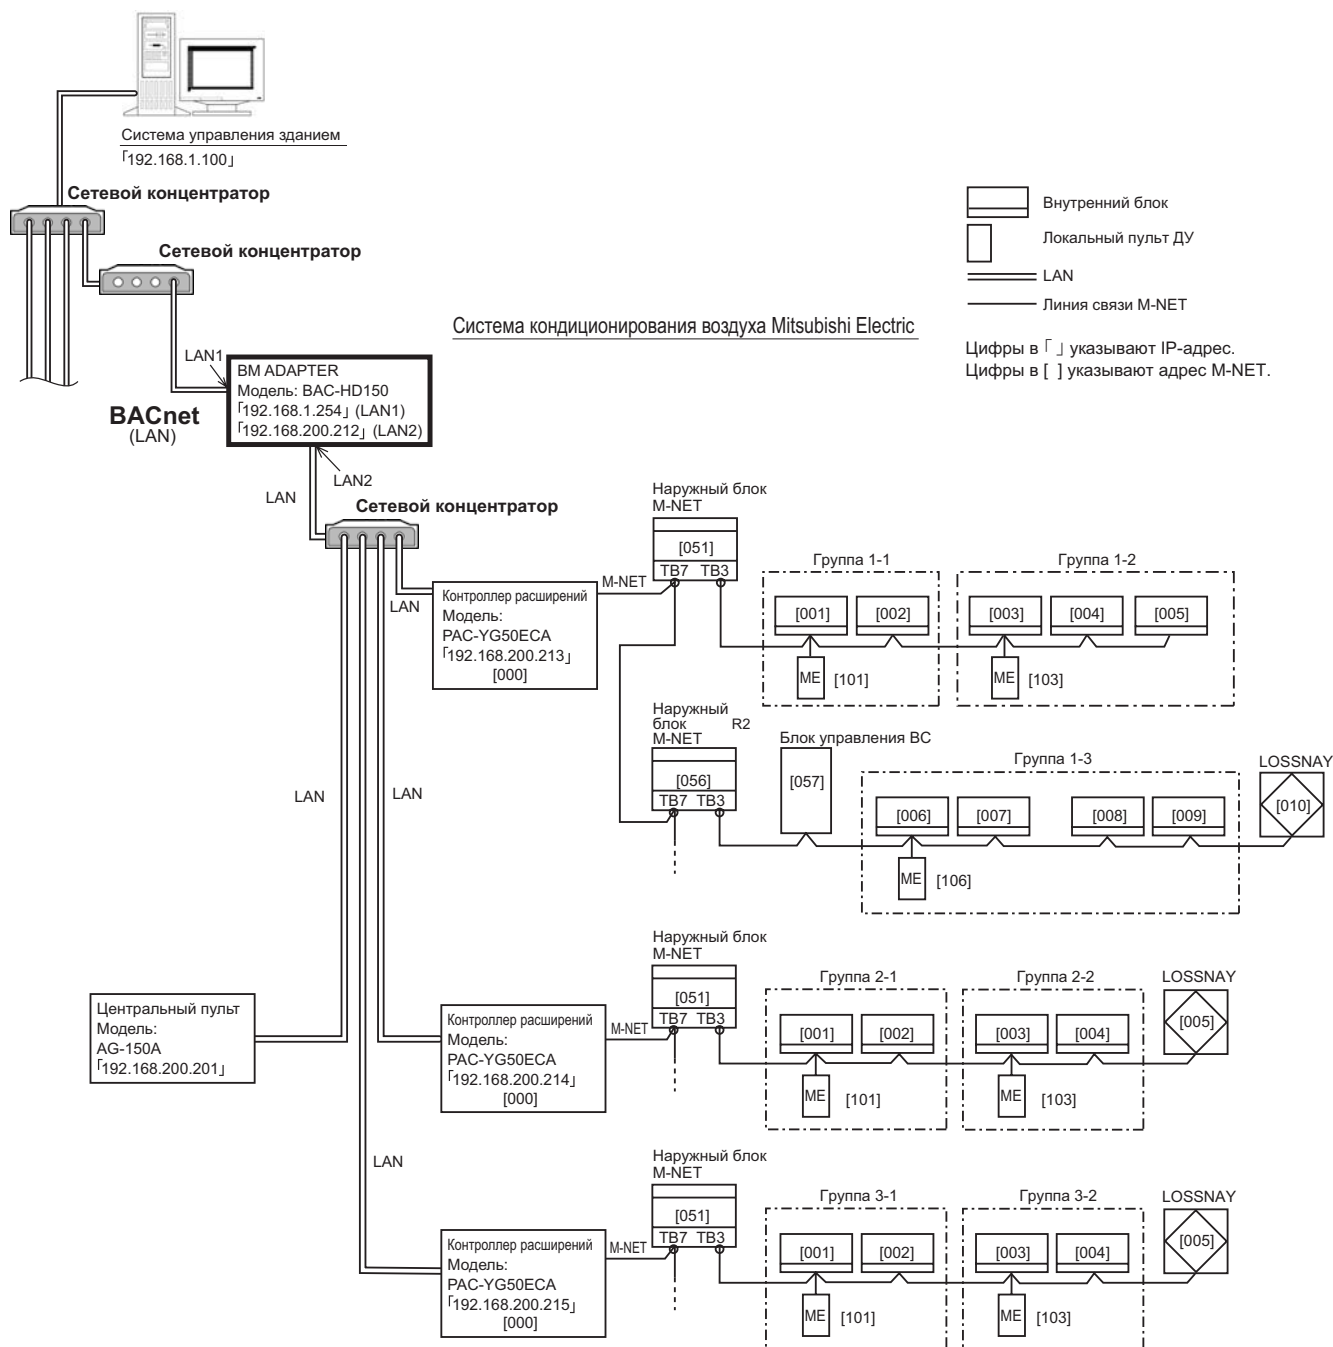 Система управления зданием
「192.168.1.100」
Сетевой концентратор
Сетевой концентратор
Внутренний блок
Локальный пульт ДУ
LAN
Линия связи M-NET
Цифры в「 」указывают IP-адрес.
Цифры в [ ] указывают адрес M-NET.
Система кондиционирования воздуха Mitsubishi Electric
LAN1
BM ADAPTER
Модель: BAC-HD150
「192.168.1.254」(LAN1)
「192.168.200.212」(LAN2)
BACnet
(LAN)
LAN2
LAN
Сетевой концентратор
LAN
Контроллер расширений
Модель:
PAC-YG50ECA
「192.168.200.213」
[000]
M-NET
Наружный блок
M-NET
[051]
TB7 TB3
Группа 1-1
[001] [002]
ME [101]
Группа 1-2
[003] [004] [005]
ME [103]
Наружный
блок R2
M-NET
[056]
TB7 TB3
Блок управления BC
[057]
Группа 1-3
[006] [007] [008] [009]
ME [106]
LOSSNAY
[010]
LAN
LAN
Центральный пульт
Модель:
AG-150A
「192.168.200.201」
Контроллер расширений
Модель:
PAC-YG50ECA
「192.168.200.214」
[000]
M-NET
Наружный блок
M-NET
[051]
TB7 TB3
Группа 2-1
[001] [002]
ME [101]
Группа 2-2
[003] [004]
ME [103]
LOSSNAY
[005]
LAN
Контроллер расширений
Модель:
PAC-YG50ECA
「192.168.200.215」
[000]
M-NET
Наружный блок
M-NET
[051]
TB7 TB3
Группа 3-1
[001] [002]
ME [101]
Группа 3-2
[003] [004]
ME [103]
LOSSNAY
[005]